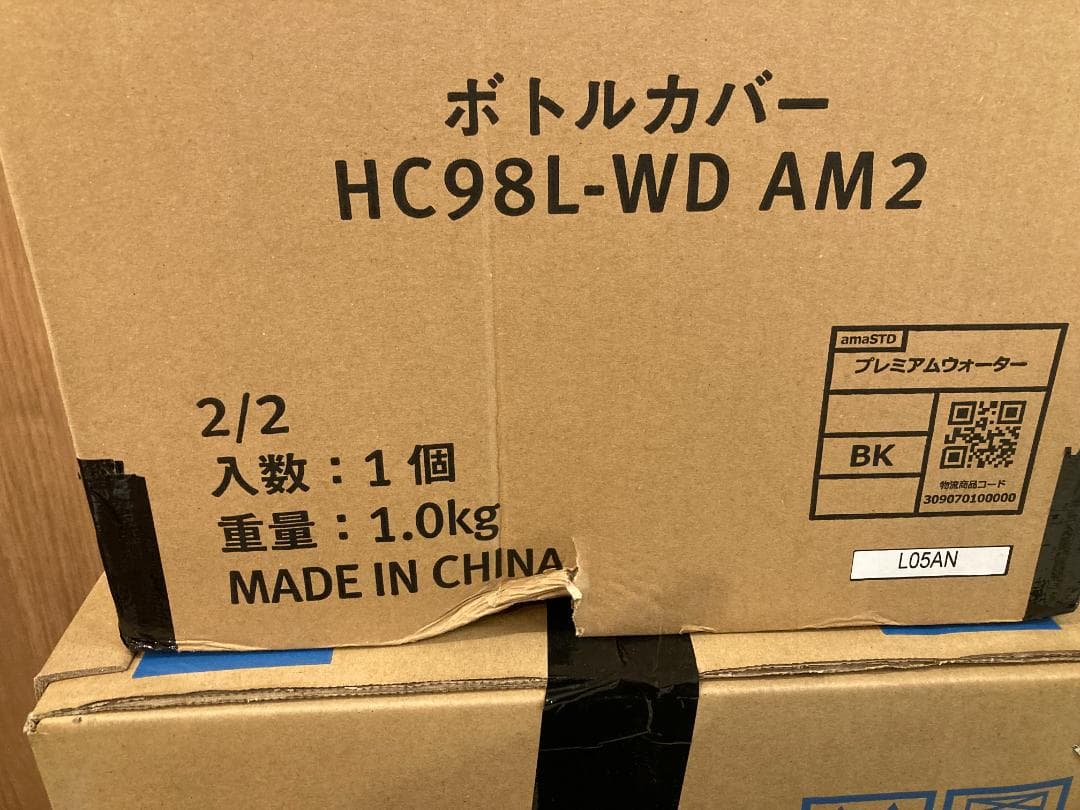 ボトルカバー
HC98L-WD AM2
2/2
入数：1個
重量：1.0kg
MADE IN CHINA
amaSTD
プレミアムウォーター
BK
物流商品コード
309070100000
L05AN